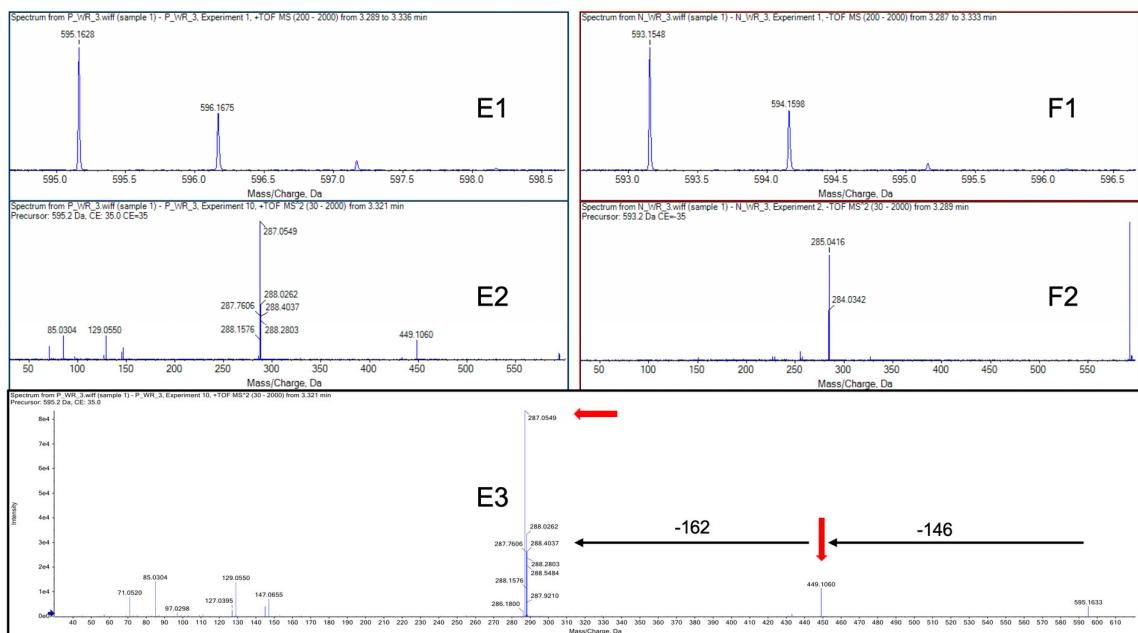 Spectrum from P_WR_3.wiff (sample 1) - P_WR_3, Experiment 1, +TOF MS (200 - 2000) from 3.289 to 3.336 min
595.1628
596.1675
E1
595.0 595.5 596.0 596.5 597.0 597.5 598.0 598.5
Mass/Charge, Da
Spectrum from N_WR_3.wiff (sample 1) - N_WR_3, Experiment 1, -TOF MS (200 - 2000) from 3.287 to 3.333 min
593.1548
594.1598
F1
593.0 593.5 594.0 594.5 595.0 595.5 596.0 596.5
Mass/Charge, Da
Spectrum from P_WR_3.wiff (sample 1) - P_WR_3, Experiment 10, +TOF MS^2 (30 - 2000) from 3.321 min
Precursor: 595.2 Da, CE: 35.0 CE=35
287.0549
E2
288.0262
287.7606
288.4037
85.0304
129.0550
288.1576
288.2803
449.1060
50 100 150 200 250 300 350 400 450 500 550
Mass/Charge, Da
Spectrum from N_WR_3.wiff (sample 1) - N_WR_3, Experiment 2, -TOF MS^2 (30 - 2000) from 3.289 min
Precursor: 593.2 Da CE=-35
285.0416
F2
284.0342
50 100 150 200 250 300 350 400 450 500 550
Mass/Charge, Da
Spectrum from P_WR_3.wiff (sample 1) - P_WR_3, Experiment 10, +TOF MS^2 (30 - 2000) from 3.321 min
Precursor: 595.2 Da, CE: 35.0
8e4
7e4
6e4
5e4
4e4
3e4
2e4
1e4
0e0
Intensity
287.0549
E3
-162
-146
288.0262
287.7606
288.4037
288.2803
288.5484
288.1576
287.9210
286.1800
85.0304
129.0550
71.0520
127.0395
147.0655
97.0298
449.1060
595.1633
40 50 60 70 80 90 100 110 120 130 140 150 160 170 180 190 200 210 220 230 240 250 260 270 280 290 300 310 320 330 340 350 360 370 380 390 400 410 420 430 440 450 460 470 480 490 500 510 520 530 540 550 560 570 580 590 600 610
Mass/Charge, Da